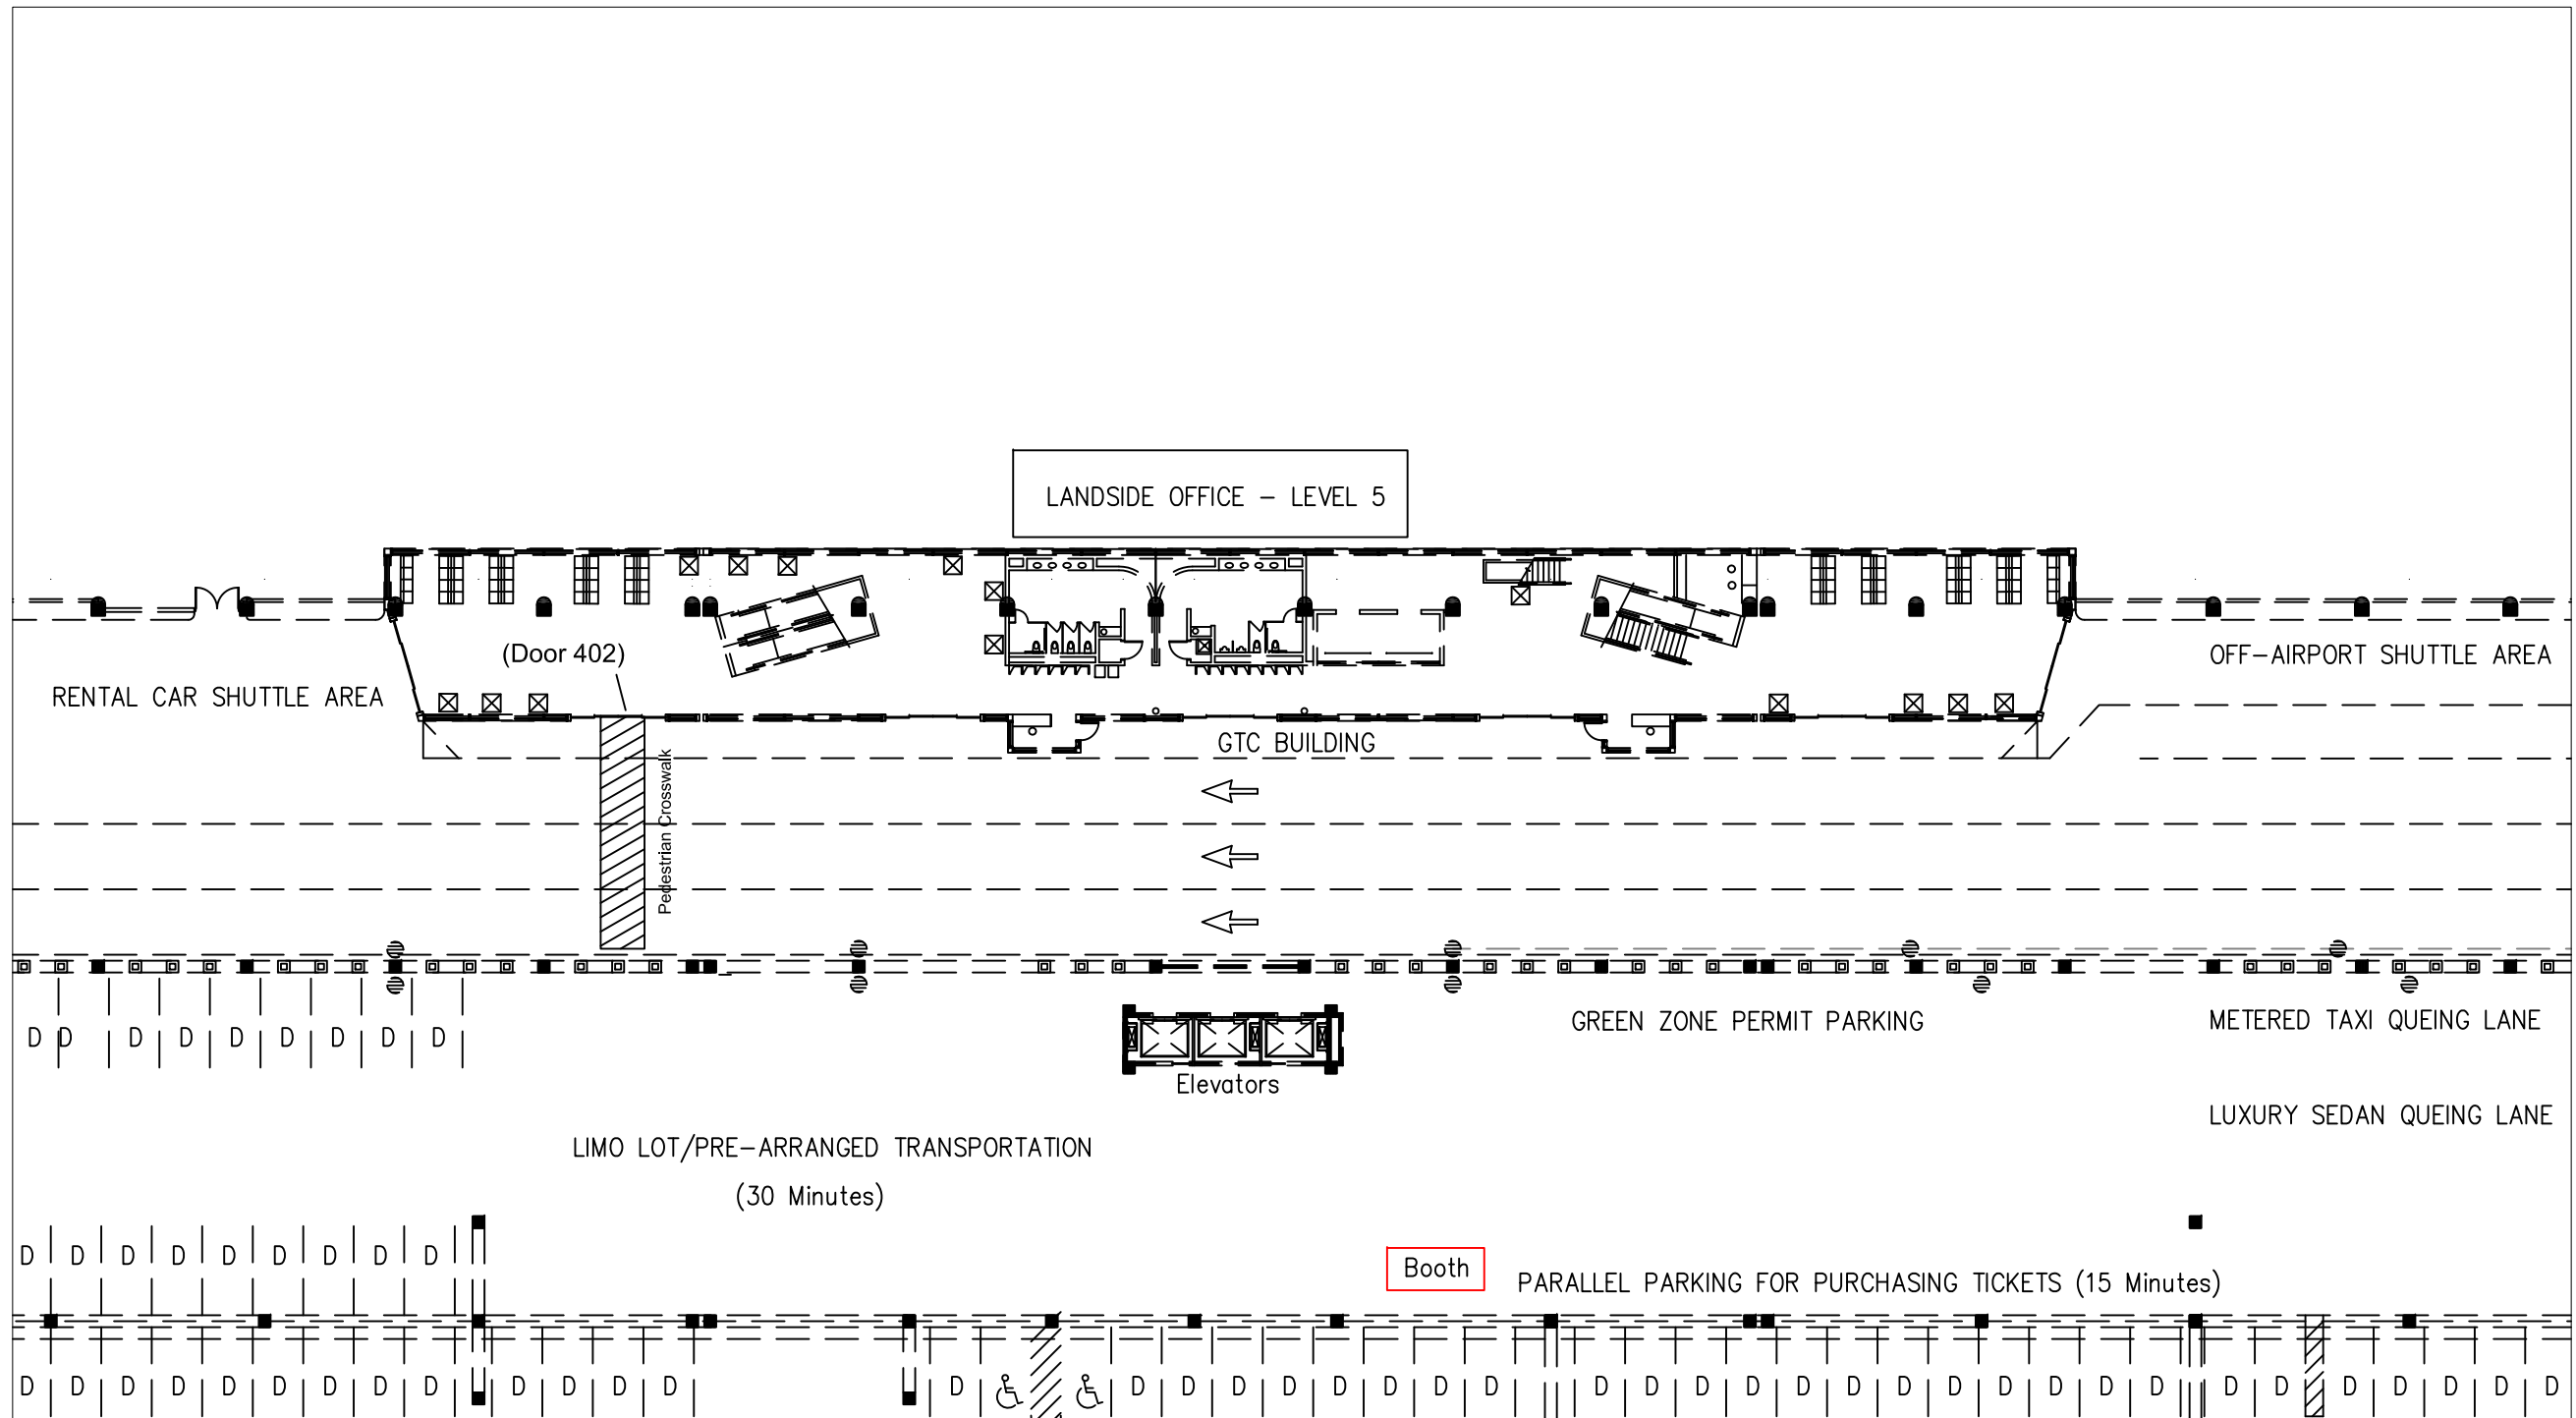 LANDSIDE OFFICE - LEVEL 5
(Door 402)
RENTAL CAR SHUTTLE AREA
OFF-AIRPORT SHUTTLE AREA
GTC BUILDING
Pedestrian Crosswalk
GREEN ZONE PERMIT PARKING
METERED TAXI QUEING LANE
D D D D D D D D D
Elevators
LUXURY SEDAN QUEING LANE
LIMO LOT/PRE-ARRANGED TRANSPORTATION
(30 Minutes)
D D D D D D D D D
Booth
PARALLEL PARKING FOR PURCHASING TICKETS (15 Minutes)
D D D D D D D D D D D D D D D D D D D D D D D D D D D D D D D D D D D D D D D D D